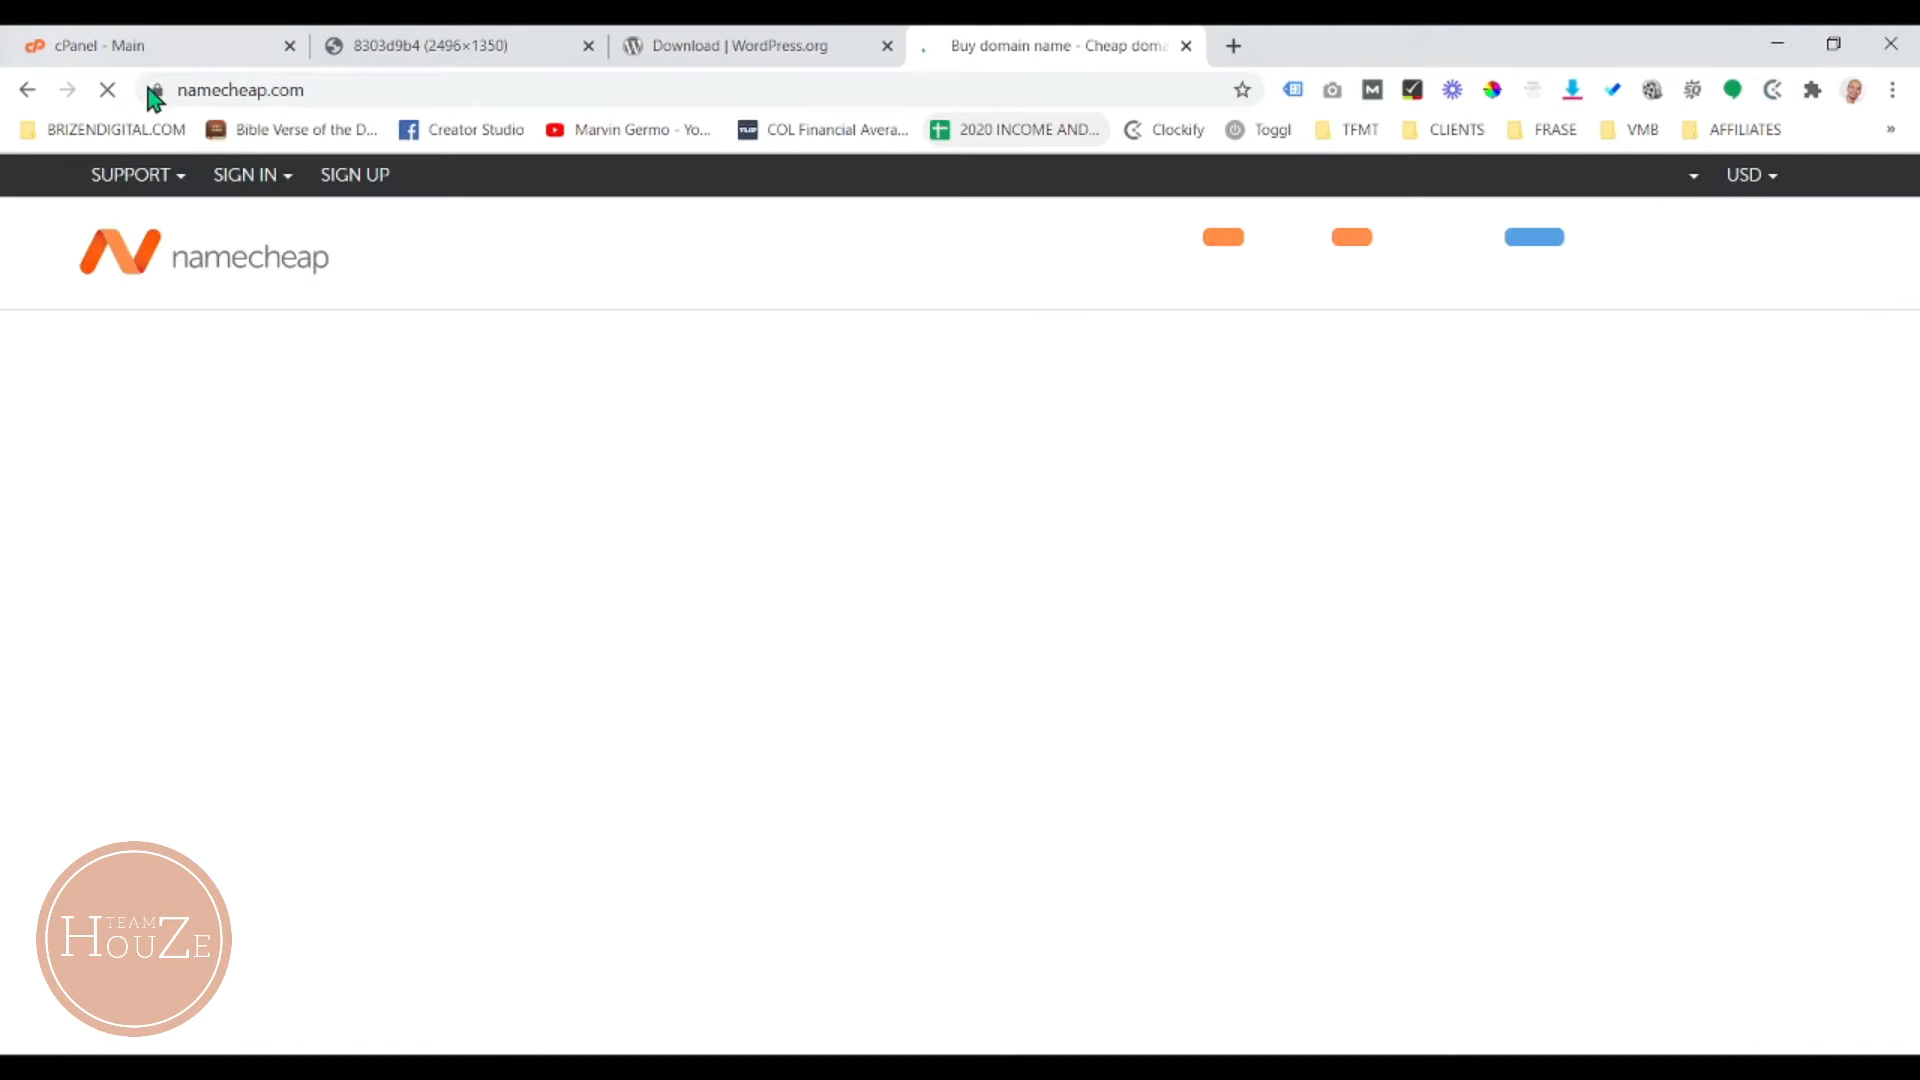 cPanel - Main
8303d9b4 (2496×1350)
Download | WordPress.org
Buy domain name - Cheap doma
namecheap.com
BRIZENDIGITAL.COM
Bible Verse of the D...
Creator Studio
Marvin Germo - Yo...
COL Financial Avera...
2020 INCOME AND...
Clockify
Toggl
TFMT
CLIENTS
FRASE
VMB
AFFILIATES
»
SUPPORT
SIGN IN
SIGN UP
USD
namecheap
TEAM
HOUZE